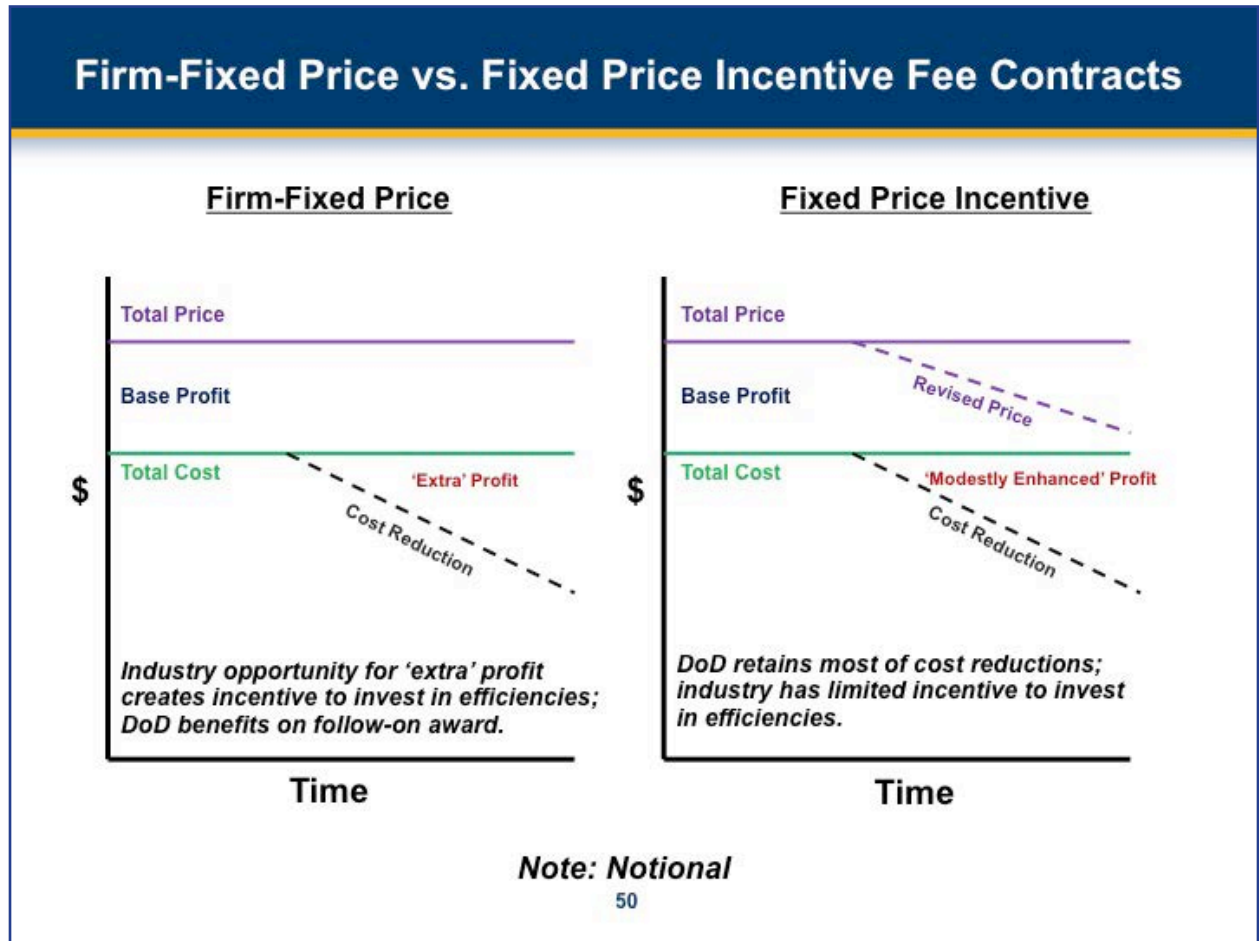 Firm-Fixed Price vs. Fixed Price Incentive Fee Contracts
Firm-Fixed Price
Total Price
Base Profit
Total Cost
$
'Extra' Profit
Cost Reduction
Industry opportunity for 'extra' profit
creates incentive to invest in efficiencies;
DoD benefits on follow-on award.
Time
Fixed Price Incentive
Total Price
Revised Price
Base Profit
Total Cost
$
'Modestly Enhanced' Profit
Cost Reduction
DoD retains most of cost reductions;
industry has limited incentive to invest
in efficiencies.
Time
Note: Notional
50